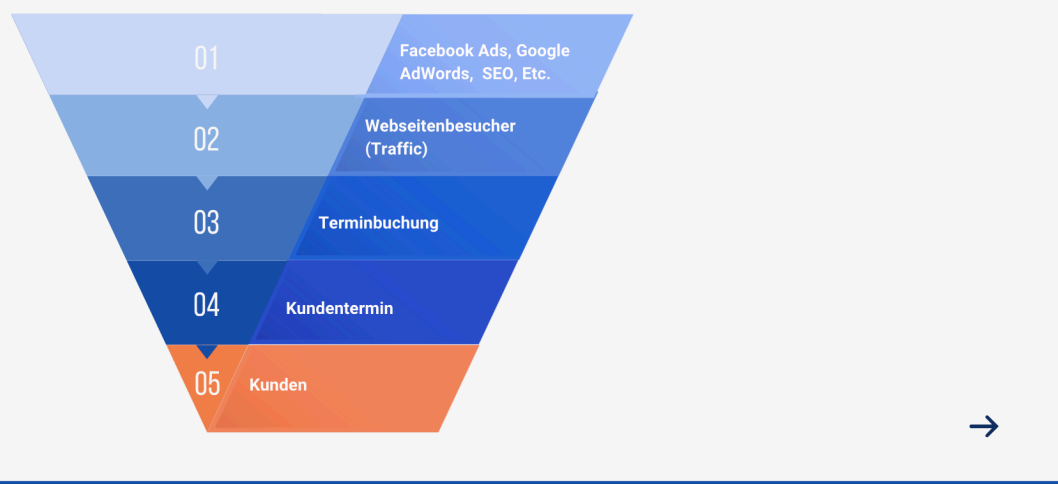 01
Facebook Ads, Google
AdWords, SEO, Etc.
02
Webseitenbesucher
(Traffic)
03
Terminbuchung
04
Kundentermin
05
Kunden